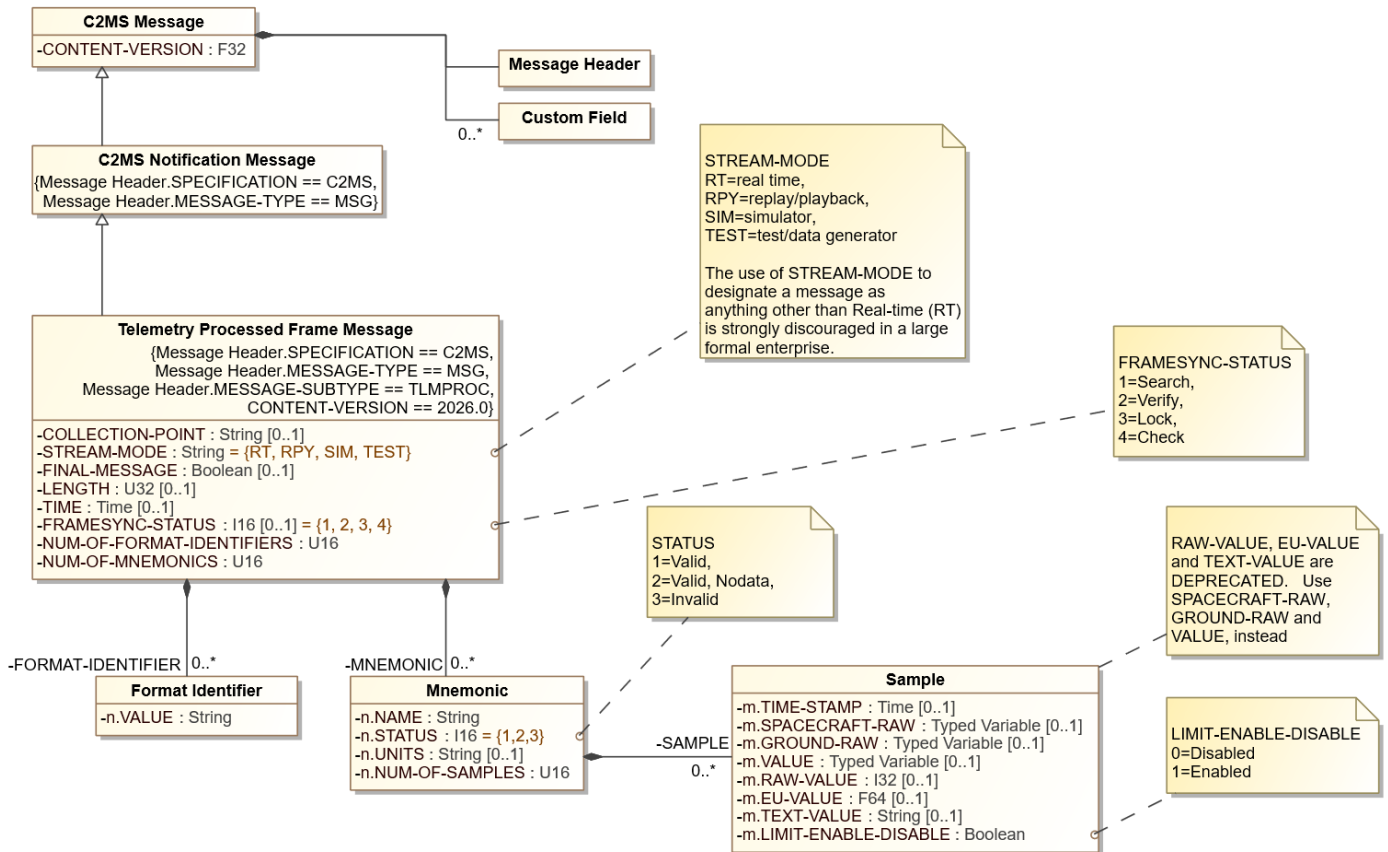 C2MS Message
-CONTENT-VERSION : F32
Message Header
Custom Field
0..*
C2MS Notification Message
{Message Header.SPECIFICATION == C2MS,
Message Header.MESSAGE-TYPE == MSG}
STREAM-MODE
RT=real time,
RPY=replay/playback,
SIM=simulator,
TEST=test/data generator
The use of STREAM-MODE to
designate a message as
anything other than Real-time (RT)
is strongly discouraged in a large
formal enterprise.
Telemetry Processed Frame Message
{Message Header.SPECIFICATION == C2MS,
Message Header.MESSAGE-TYPE == MSG,
Message Header.MESSAGE-SUBTYPE == TLMPROC,
CONTENT-VERSION == 2026.0}
-COLLECTION-POINT : String [0..1]
-STREAM-MODE : String = {RT, RPY, SIM, TEST}
-FINAL-MESSAGE : Boolean [0..1]
-LENGTH : U32 [0..1]
-TIME : Time [0..1]
-FRAMESYNC-STATUS : I16 [0..1] = {1, 2, 3, 4}
-NUM-OF-FORMAT-IDENTIFIERS : U16
-NUM-OF-MNEMONICS : U16
FRAMESYNC-STATUS
1=Search,
2=Verify,
3=Lock,
4=Check
STATUS
1=Valid,
2=Valid, Nodata,
3=Invalid
RAW-VALUE, EU-VALUE
and TEXT-VALUE are
DEPRECATED.   Use
SPACECRAFT-RAW,
GROUND-RAW and
VALUE, instead
-FORMAT-IDENTIFIER 0..*
Format Identifier
-n.VALUE : String
-MNEMONIC 0..*
Mnemonic
-n.NAME : String
-n.STATUS : I16 = {1,2,3}
-n.UNITS : String [0..1]
-n.NUM-OF-SAMPLES : U16
-SAMPLE
0..*
Sample
-m.TIME-STAMP : Time [0..1]
-m.SPACECRAFT-RAW : Typed Variable [0..1]
-m.GROUND-RAW : Typed Variable [0..1]
-m.VALUE : Typed Variable [0..1]
-m.RAW-VALUE : I32 [0..1]
-m.EU-VALUE : F64 [0..1]
-m.TEXT-VALUE : String [0..1]
-m.LIMIT-ENABLE-DISABLE : Boolean
LIMIT-ENABLE-DISABLE
0=Disabled
1=Enabled